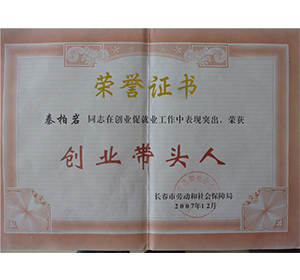 荣誉证书
秦柏岩 同志在创业促就业工作中表现突出，荣获
创业带头人
长春市劳动和社会保障局
2007年12月